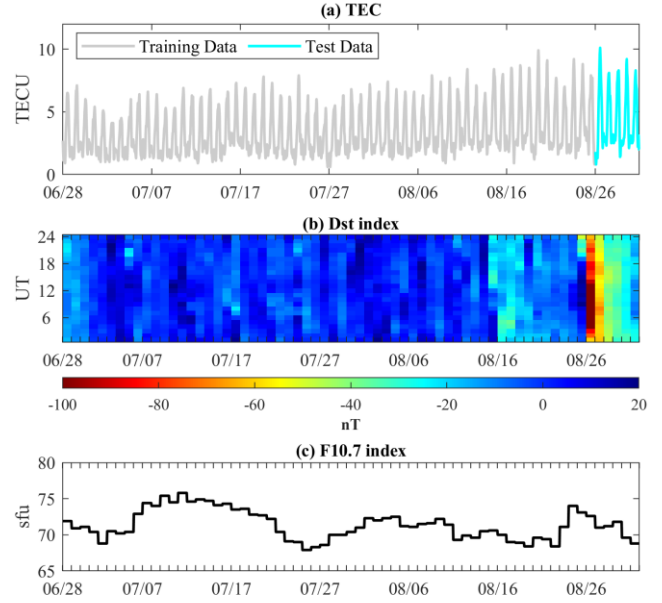 (a) TEC
Training Data Test Data
10
5
0
TECU
06/28 07/07 07/17 07/27 08/06 08/16 08/26
(b) Dst index
24
18
12
6
UT
06/28 07/07 07/17 07/27 08/06 08/16 08/26
-100 -80 -60 -40 -20 0 20
nT
(c) F10.7 index
80
75
70
65
sfu
06/28 07/07 07/17 07/27 08/06 08/16 08/26